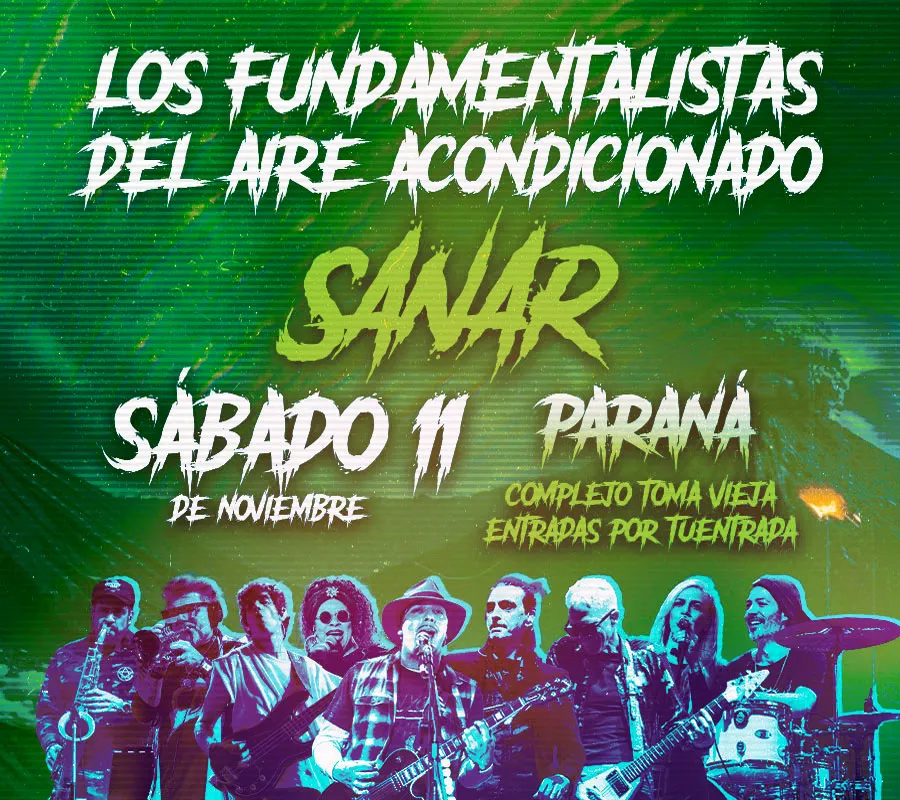 LOS FUNDAMENTALISTAS
DEL AIRE ACONDICIONADO
SANAR
SÁBADO 11
DE NOVIEMBRE
PARANÁ
COMPLEJO TOMA VIEJA
ENTRADAS POR TUENTRADA